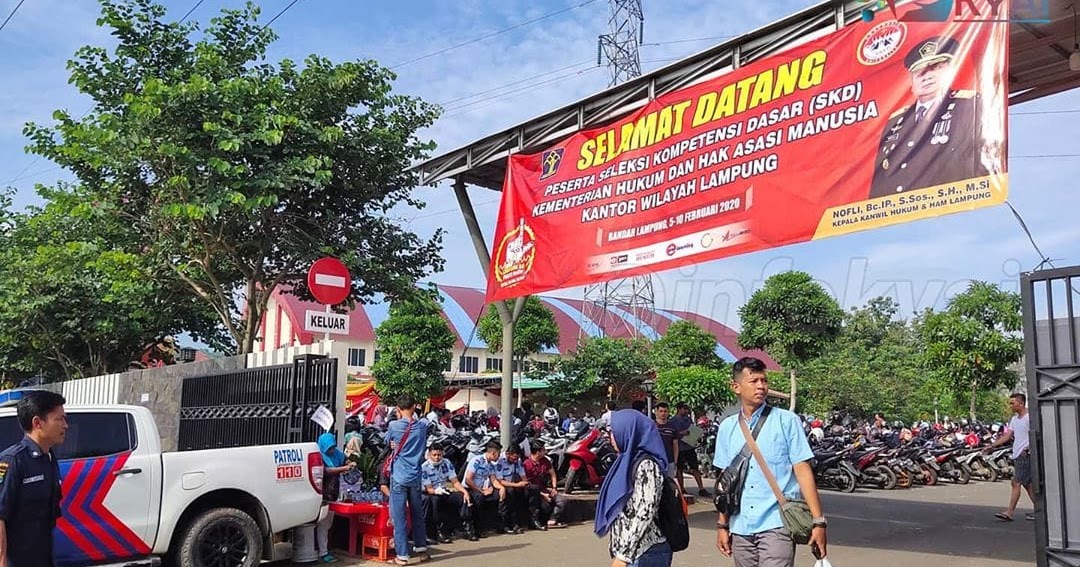 SELAMAT DATANG
PESERTA SELEKSI KOMPETENSI DASAR (SKD)
KEMENTERIAN HUKUM DAN HAK ASASI MANUSIA
KANTOR WILAYAH LAMPUNG
BANDAR LAMPUNG, 5-10 FEBRUARI 2020
NOFLI, Bc.IP., S.Sos., S.H., M.Si
KEPALA KANWIL HUKUM & HAM LAMPUNG
KELUAR
PATROLI
110